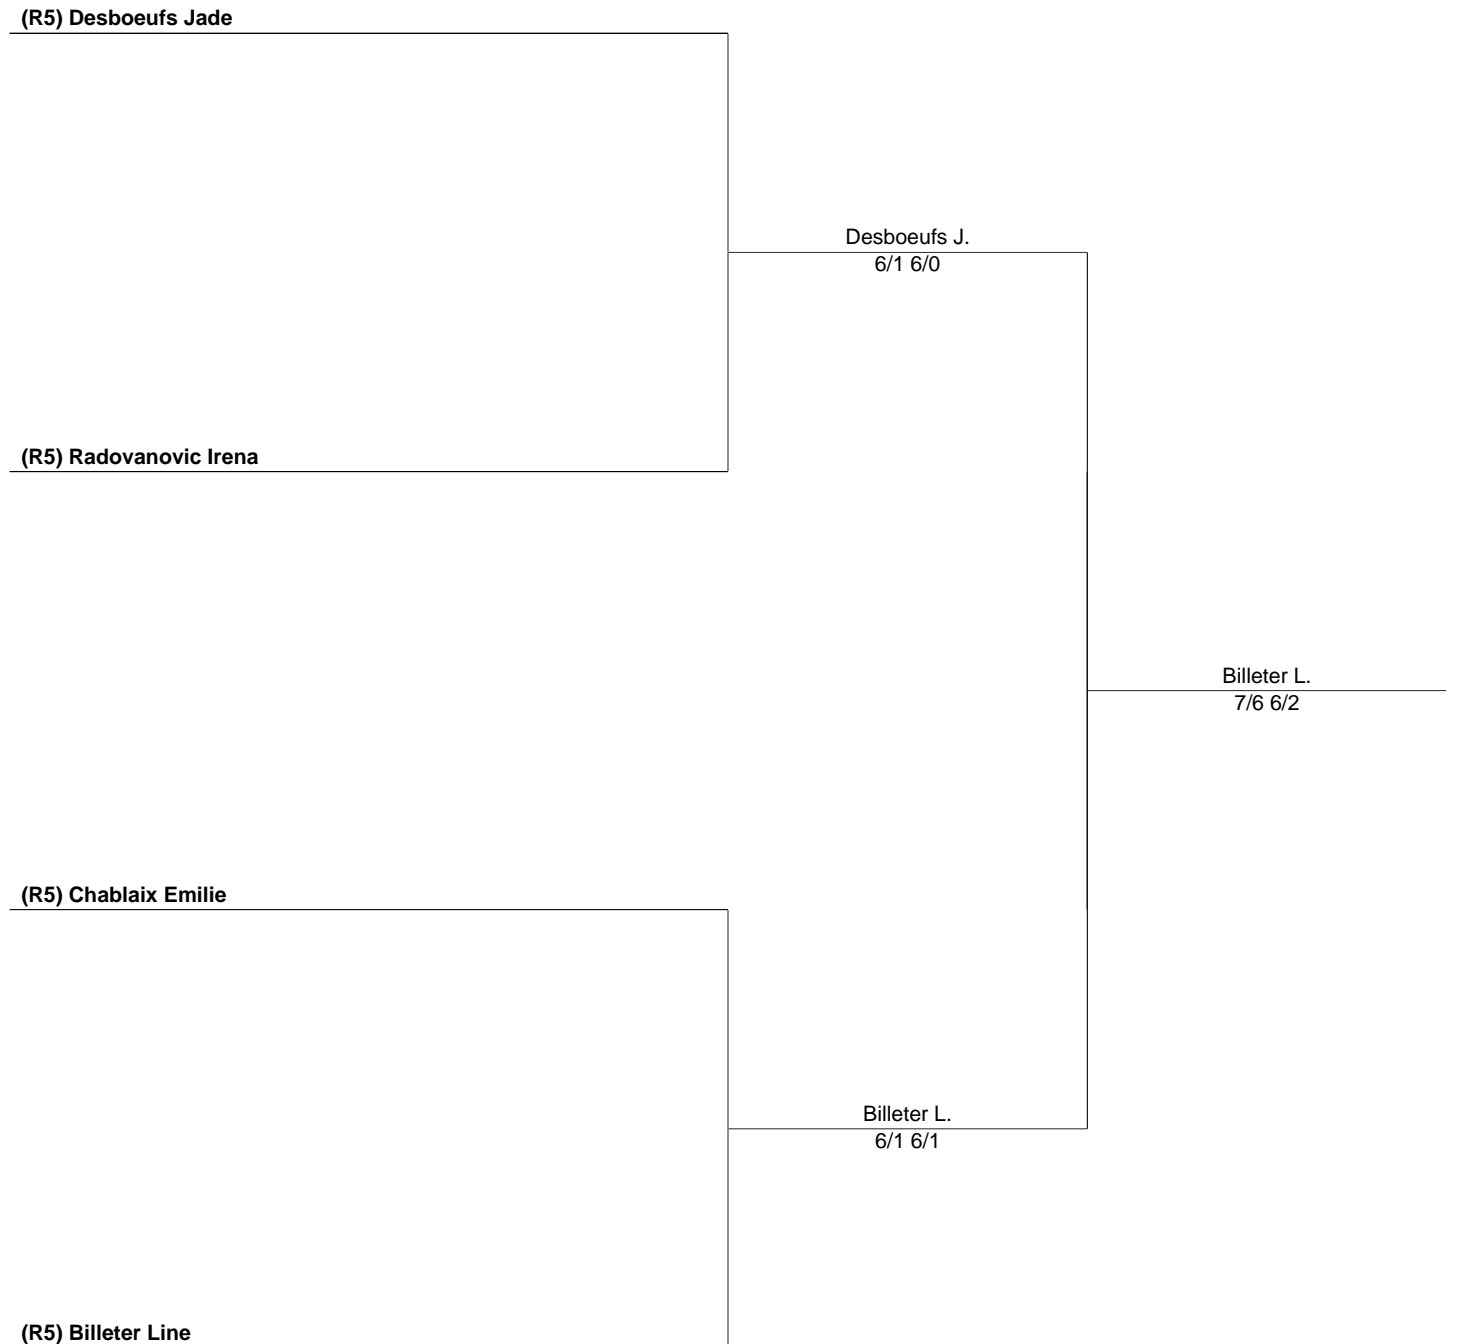 (R5) Desboeufs Jade
Desboeufs J.
6/1 6/0
(R5) Radovanovic Irena
Billeter L.
7/6 6/2
(R5) Chablaix Emilie
Billeter L.
6/1 6/1
(R5) Billeter Line